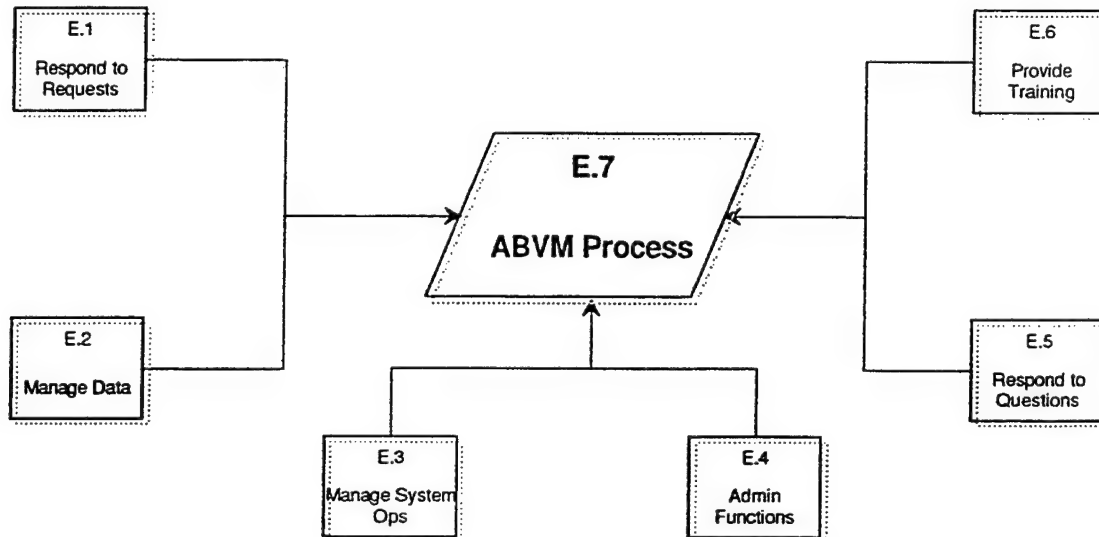 E.1
Respond to
Requests
E.6
Provide
Training
E.7
ABVM Process
E.2
Manage Data
E.5
Respond to
Questions
E.3
Manage System
Ops
E.4
Admin
Functions